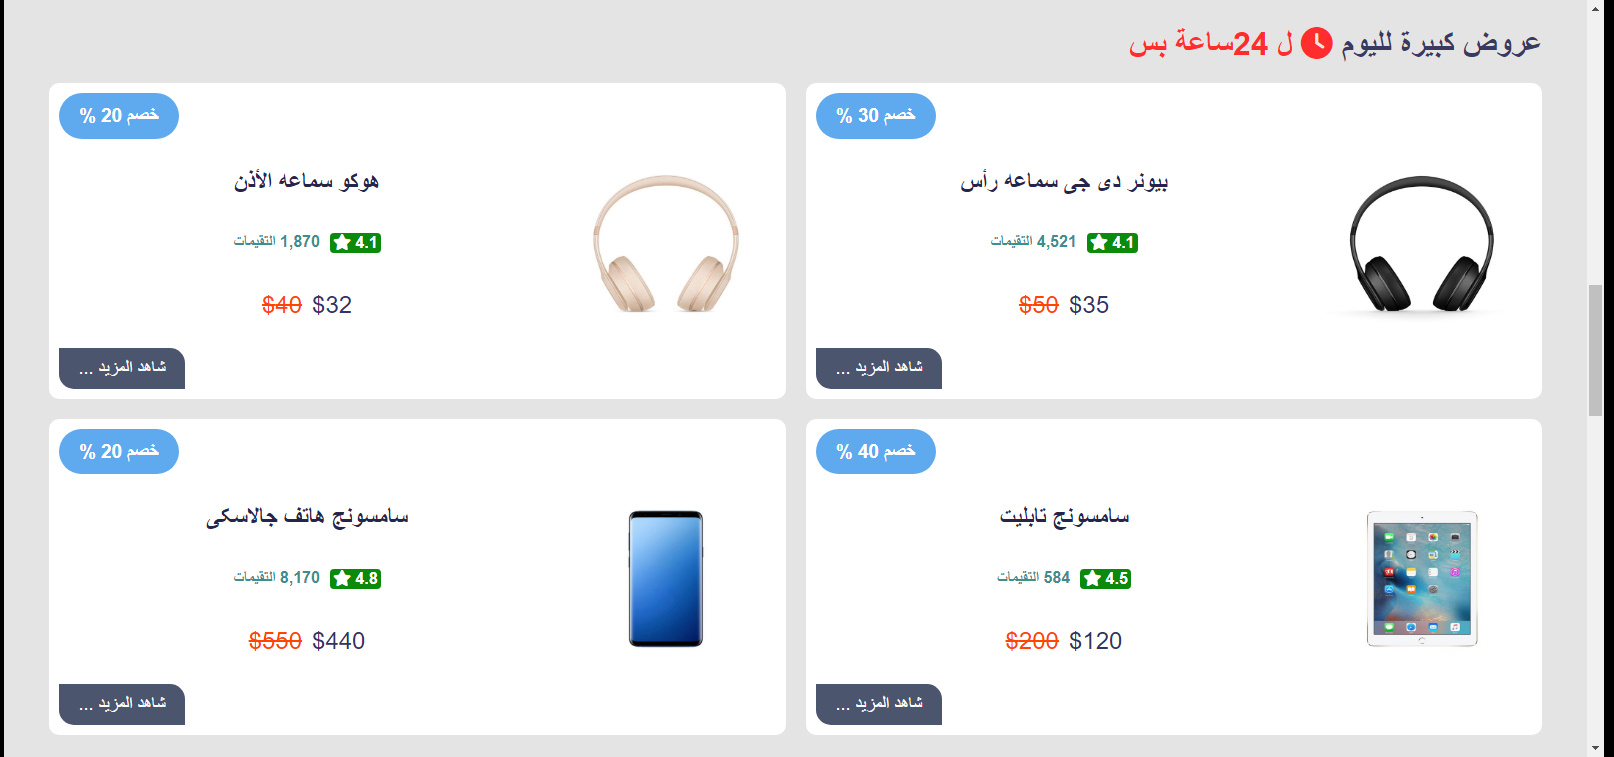 عروض كبيرة لليوم ل 24ساعة بس
خصم 30 %
بيونر دى جى سماعه رأس
4.1 4,521 التقيمات
$35 $50
شاهد المزيد ...
خصم 20 %
هوكو سماعه الأذن
4.1 1,870 التقيمات
$32 $40
شاهد المزيد ...
خصم 40 %
سامسونج تابليت
4.5 584 التقيمات
$120 $200
شاهد المزيد ...
خصم 20 %
سامسونج هاتف جالاسكى
4.8 8,170 التقيمات
$440 $550
شاهد المزيد ...